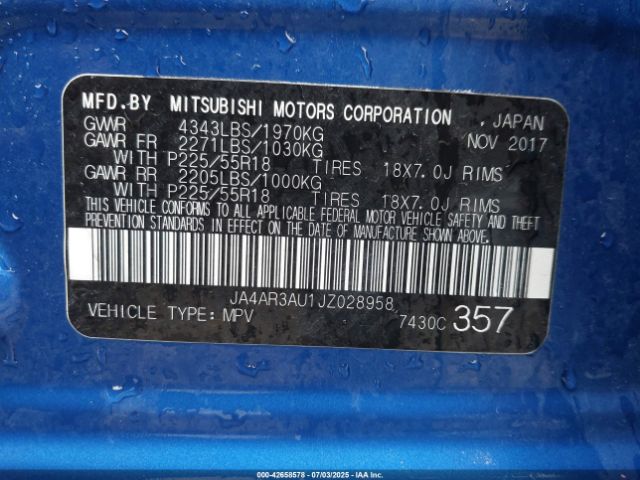 MFD.BY MITSUBISHI MOTORS CORPORATION , JAPAN
GVWR 4343LBS/1970KG NOV 2017
GAWR FR 2271LBS/1030KG
WITH P225/55R18 TIRES 18X7.0J RIMS
GAWR RR 2205LBS/1000KG
WITH P225/55R18 TIRES 18X7.0J RIMS
THIS VEHICLE CONFORMS TO ALL APPLICABLE FEDERAL MOTOR VEHICLE SAFETY AND THEFT
PREVENTION STANDARDS IN EFFECT ON THE DATE OF MANUFACTURE SHOWN ABOVE.
JA4AR3AU1JZ028958
VEHICLE TYPE:MPV 7430C 357
000-42658578 - 07/03/2025 - IAA Inc.